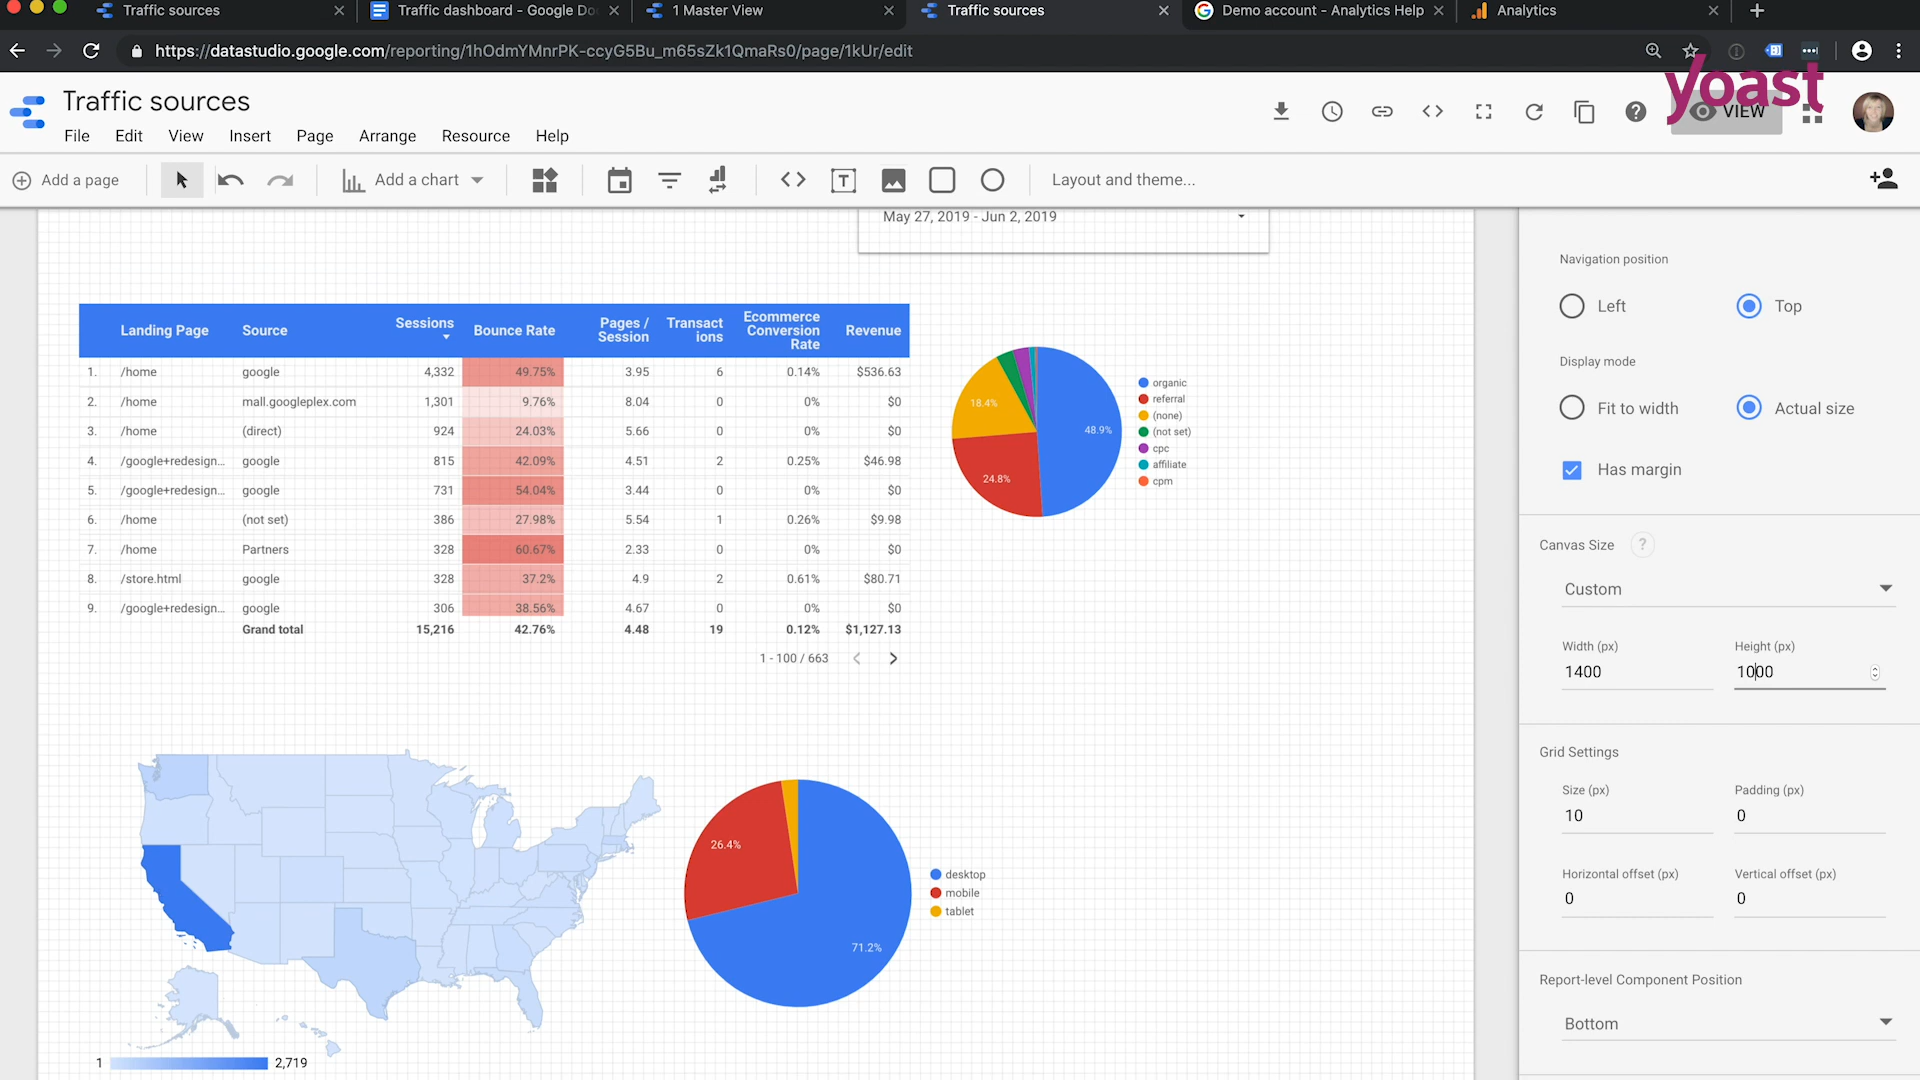 Traffic sources
Traffic dashboard - Google Do
1 Master View
Traffic sources
Demo account - Analytics Help
Analytics
https://datastudio.google.com/reporting/1hOdmYMnrPK-ccyG5Bu_m65sZk1QmaRs0/page/1kUr/edit
yoast
Traffic sources
VIEW
File Edit View Insert Page Arrange Resource Help
Add a page
Add a chart
Layout and theme...
May 27, 2019 - Jun 2, 2019
Landing Page Source Sessions Bounce Rate Pages / Session Transactions Ecommerce Conversion Rate Revenue
1. /home google 4,332 49.75% 3.95 6 0.14% $536.63
2. /home mall.googleplex.com 1,301 9.76% 8.04 0 0% $0
3. /home (direct) 924 24.03% 5.66 0 0% $0
4. /google+redesign... google 815 42.09% 4.51 2 0.25% $46.98
5. /google+redesign... google 731 54.04% 3.44 0 0% $0
6. /home (not set) 386 27.98% 5.54 1 0.26% $9.98
7. /home Partners 328 60.67% 2.33 0 0% $0
8. /store.html google 328 37.2% 4.9 2 0.61% $80.71
9. /google+redesign... google 306 38.56% 4.67 0 0% $0
Grand total 15,216 42.76% 4.48 19 0.12% $1,127.13
1 - 100 / 663
18.4%
48.9%
24.8%
organic
referral
(none)
(not set)
cpc
affiliate
cpm
1 2,719
26.4%
71.2%
desktop
mobile
tablet
Navigation position
Left Top
Display mode
Fit to width Actual size
Has margin
Canvas Size ?
Custom
Width (px) Height (px)
1400 1000
Grid Settings
Size (px) Padding (px)
10 0
Horizontal offset (px) Vertical offset (px)
0 0
Report-level Component Position
Bottom